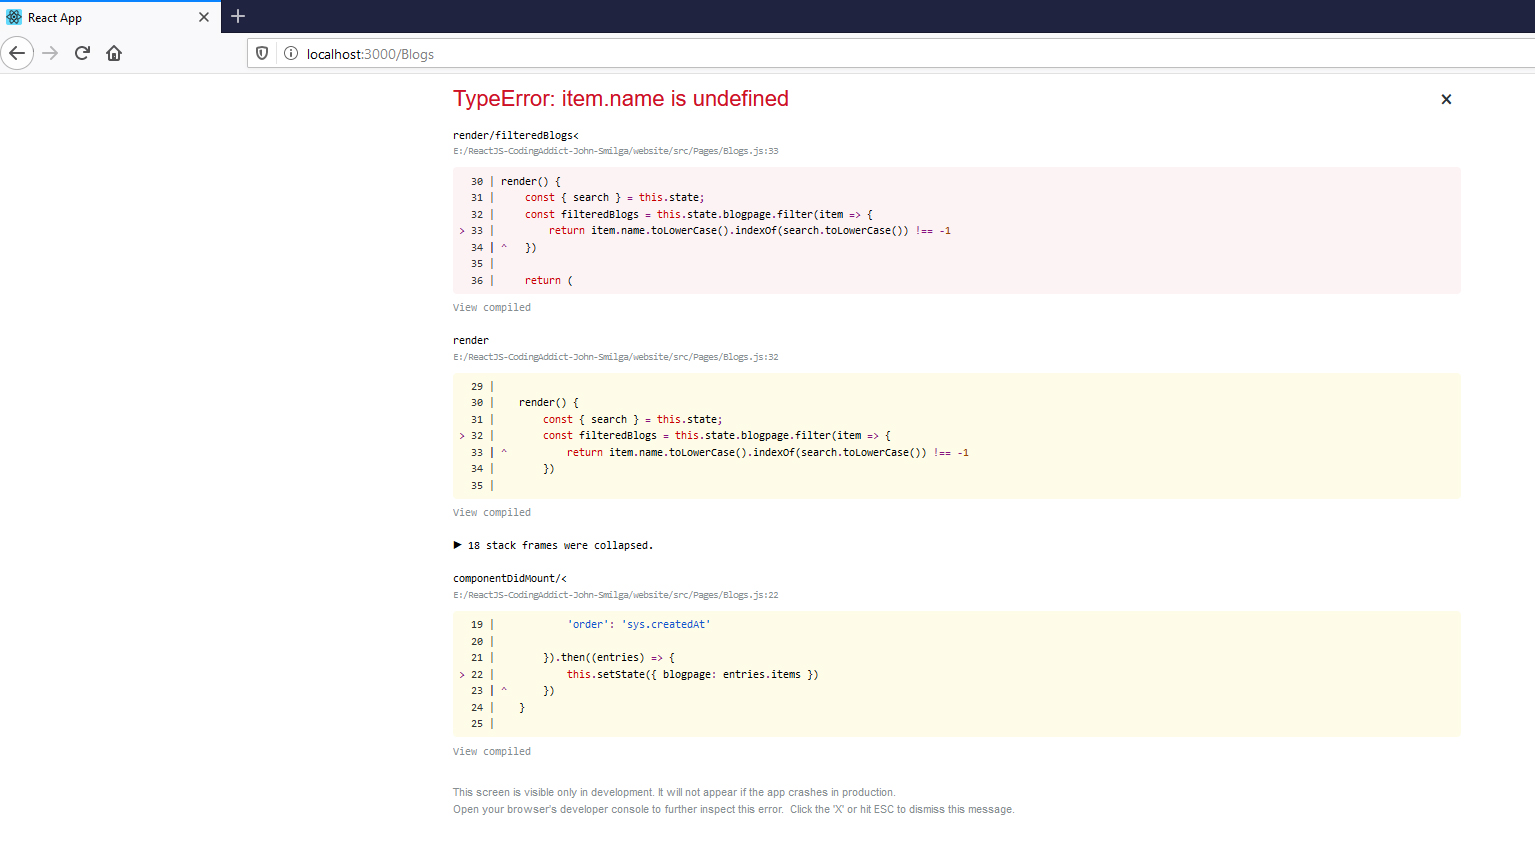 React App
localhost:3000/Blogs
TypeError: item.name is undefined
render/filteredBlogs<
E:/ReactJS-CodingAddict-John-Smilga/website/src/Pages/Blogs.js:33
30 | render() {
31 |     const { search } = this.state;
32 |     const filteredBlogs = this.state.blogpage.filter(item => {
> 33 |         return item.name.toLowerCase().indexOf(search.toLowerCase()) !== -1
34 | ^   })
35 |
36 |     return (
View compiled
render
E:/ReactJS-CodingAddict-John-Smilga/website/src/Pages/Blogs.js:32
29 |
30 |    render() {
31 |        const { search } = this.state;
> 32 |        const filteredBlogs = this.state.blogpage.filter(item => {
33 | ^          return item.name.toLowerCase().indexOf(search.toLowerCase()) !== -1
34 |        })
35 |
View compiled
▶ 18 stack frames were collapsed.
componentDidMount/<
E:/ReactJS-CodingAddict-John-Smilga/website/src/Pages/Blogs.js:22
19 |            'order': 'sys.createdAt'
20 |
21 |        }).then((entries) => {
> 22 |            this.setState({ blogpage: entries.items })
23 | ^      })
24 |    }
25 |
View compiled
This screen is visible only in development. It will not appear if the app crashes in production.
Open your browser's developer console to further inspect this error.  Click the 'X' or hit ESC to dismiss this message.